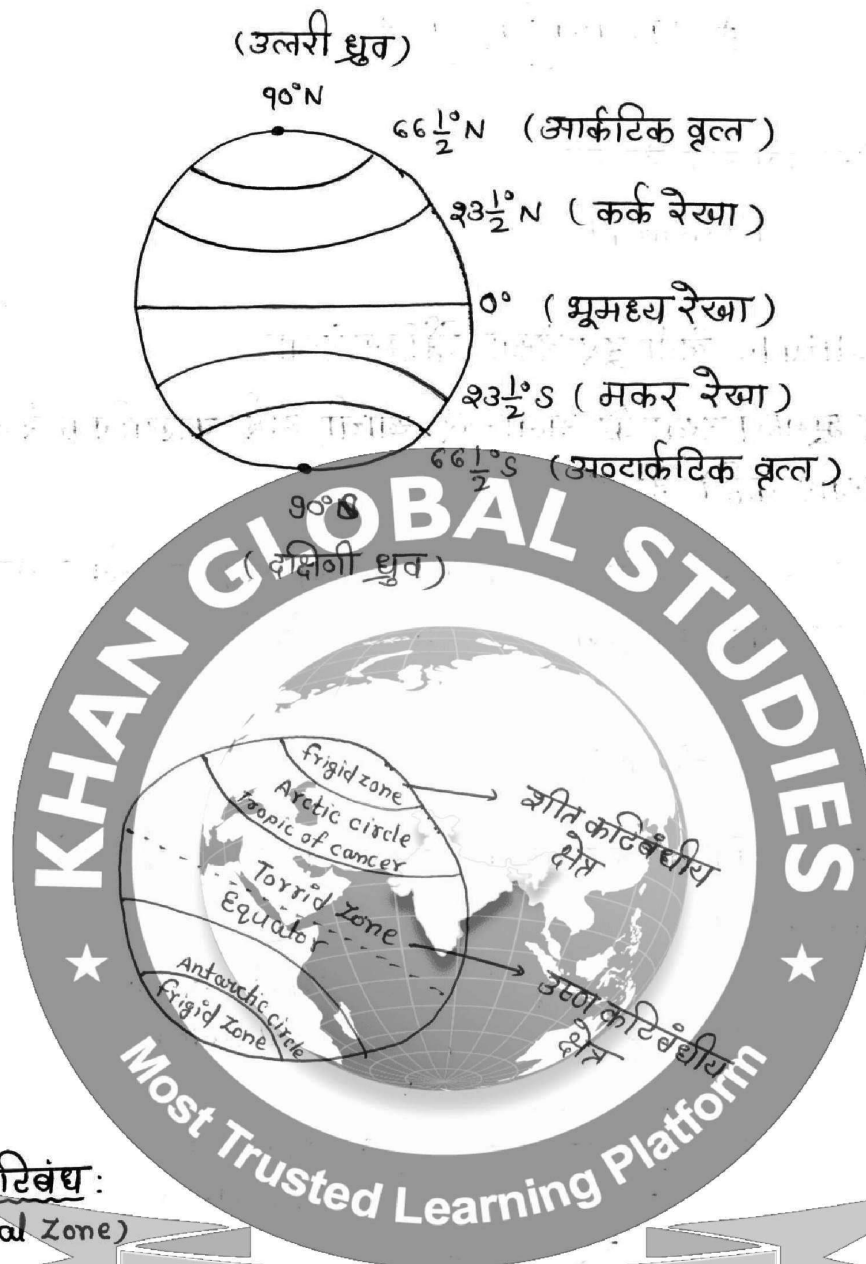 (उत्तरी ध्रुव)
90°N
66½°N (आर्कटिक वृत्त)
23½°N (कर्क रेखा)
0° (भूमध्य रेखा)
23½°S (मकर रेखा)
66½°S (अण्टार्कटिक वृत्त)
90°S
(दक्षिणी ध्रुव)
KHAN GLOBAL STUDIES
frigid zone
Arctic circle
tropic of cancer
शीत कटिबंधीय
क्षेत्र
Torrid Zone
Equator
Antarctic circle
frigid Zone
उष्ण कटिबंधीय
क्षेत्र
Most Trusted Learning Platform
टिबंध:
al Zone)